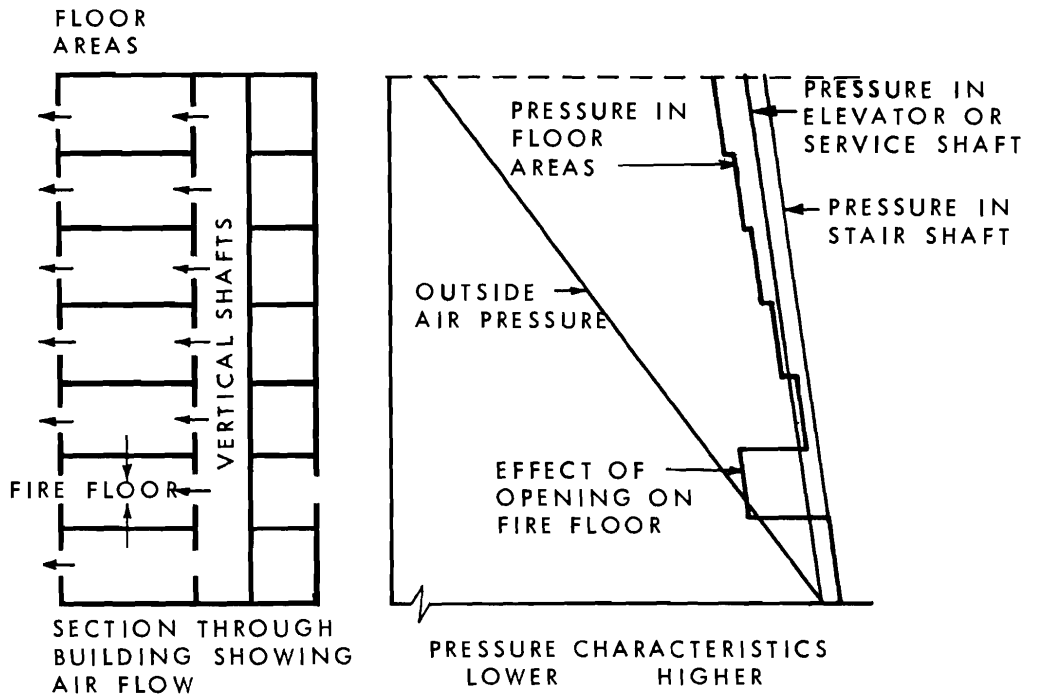 FLOOR
AREAS
VERTICAL SHAFTS
FIRE FLOOR
SECTION THROUGH
BUILDING SHOWING
AIR FLOW
PRESSURE IN
FLOOR
AREAS
PRESSURE IN
ELEVATOR OR
SERVICE SHAFT
PRESSURE IN
STAIR SHAFT
OUTSIDE
AIR PRESSURE
EFFECT OF
OPENING ON
FIRE FLOOR
PRESSURE CHARACTERISTICS
LOWER HIGHER